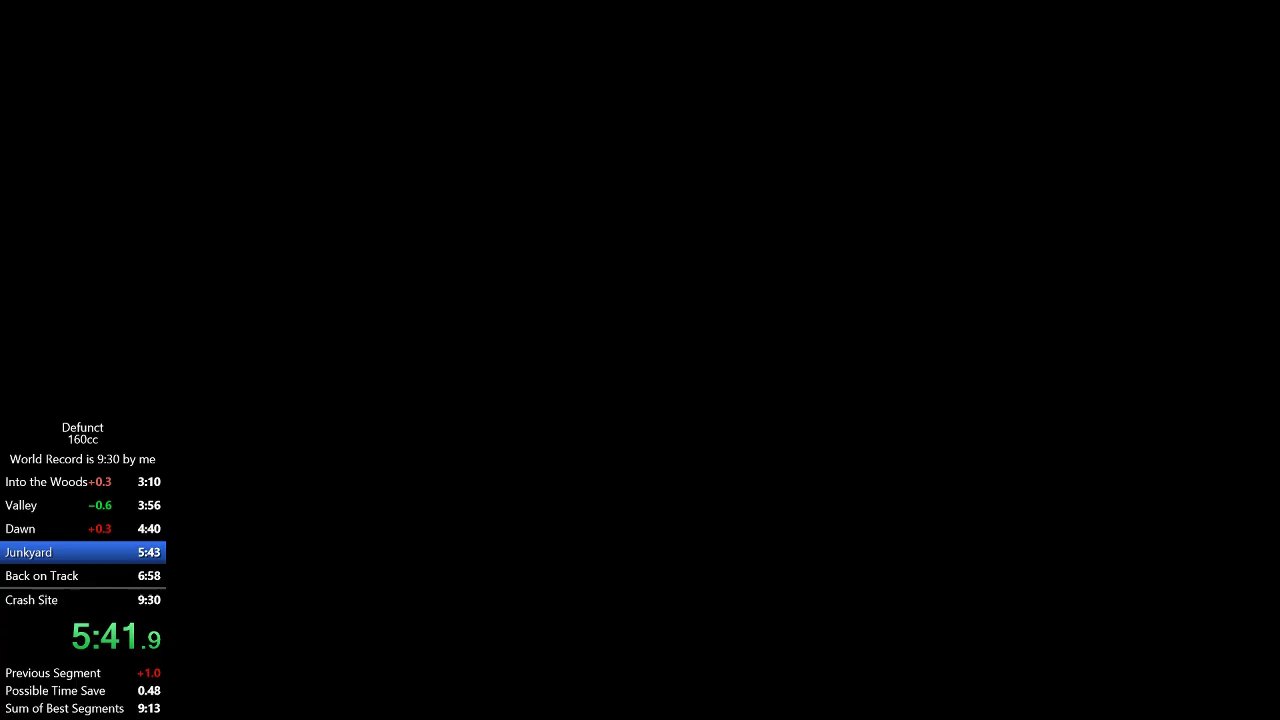 Defunct
160cc
World Record is 9:30 by me
Into the Woods +0.3 3:10
Valley −0.6 3:56
Dawn +0.3 4:40
Junkyard 5:43
Back on Track 6:58
Crash Site 9:30
5:41.9
Previous Segment +1.0
Possible Time Save 0.48
Sum of Best Segments 9:13